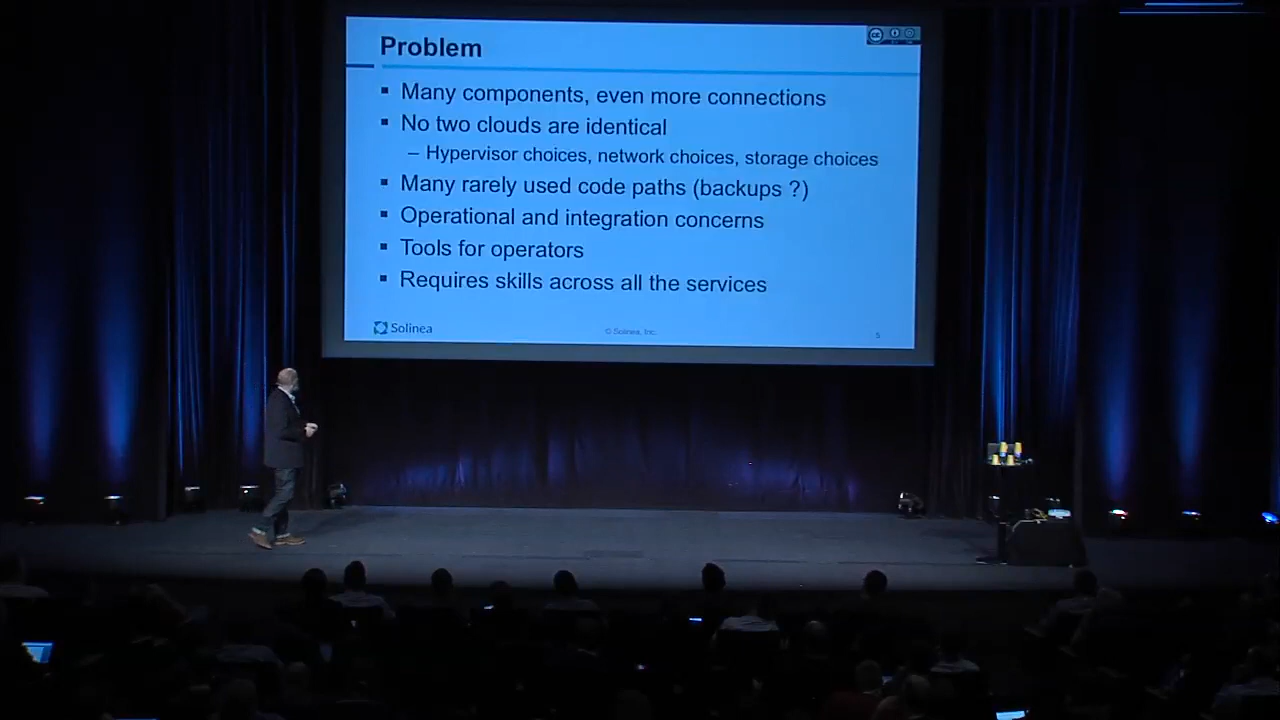 Problem
Many components, even more connections
No two clouds are identical
– Hypervisor choices, network choices, storage choices
Many rarely used code paths (backups ?)
Operational and integration concerns
Tools for operators
Requires skills across all the services
Solinea
© Solinea, Inc.
5
cc